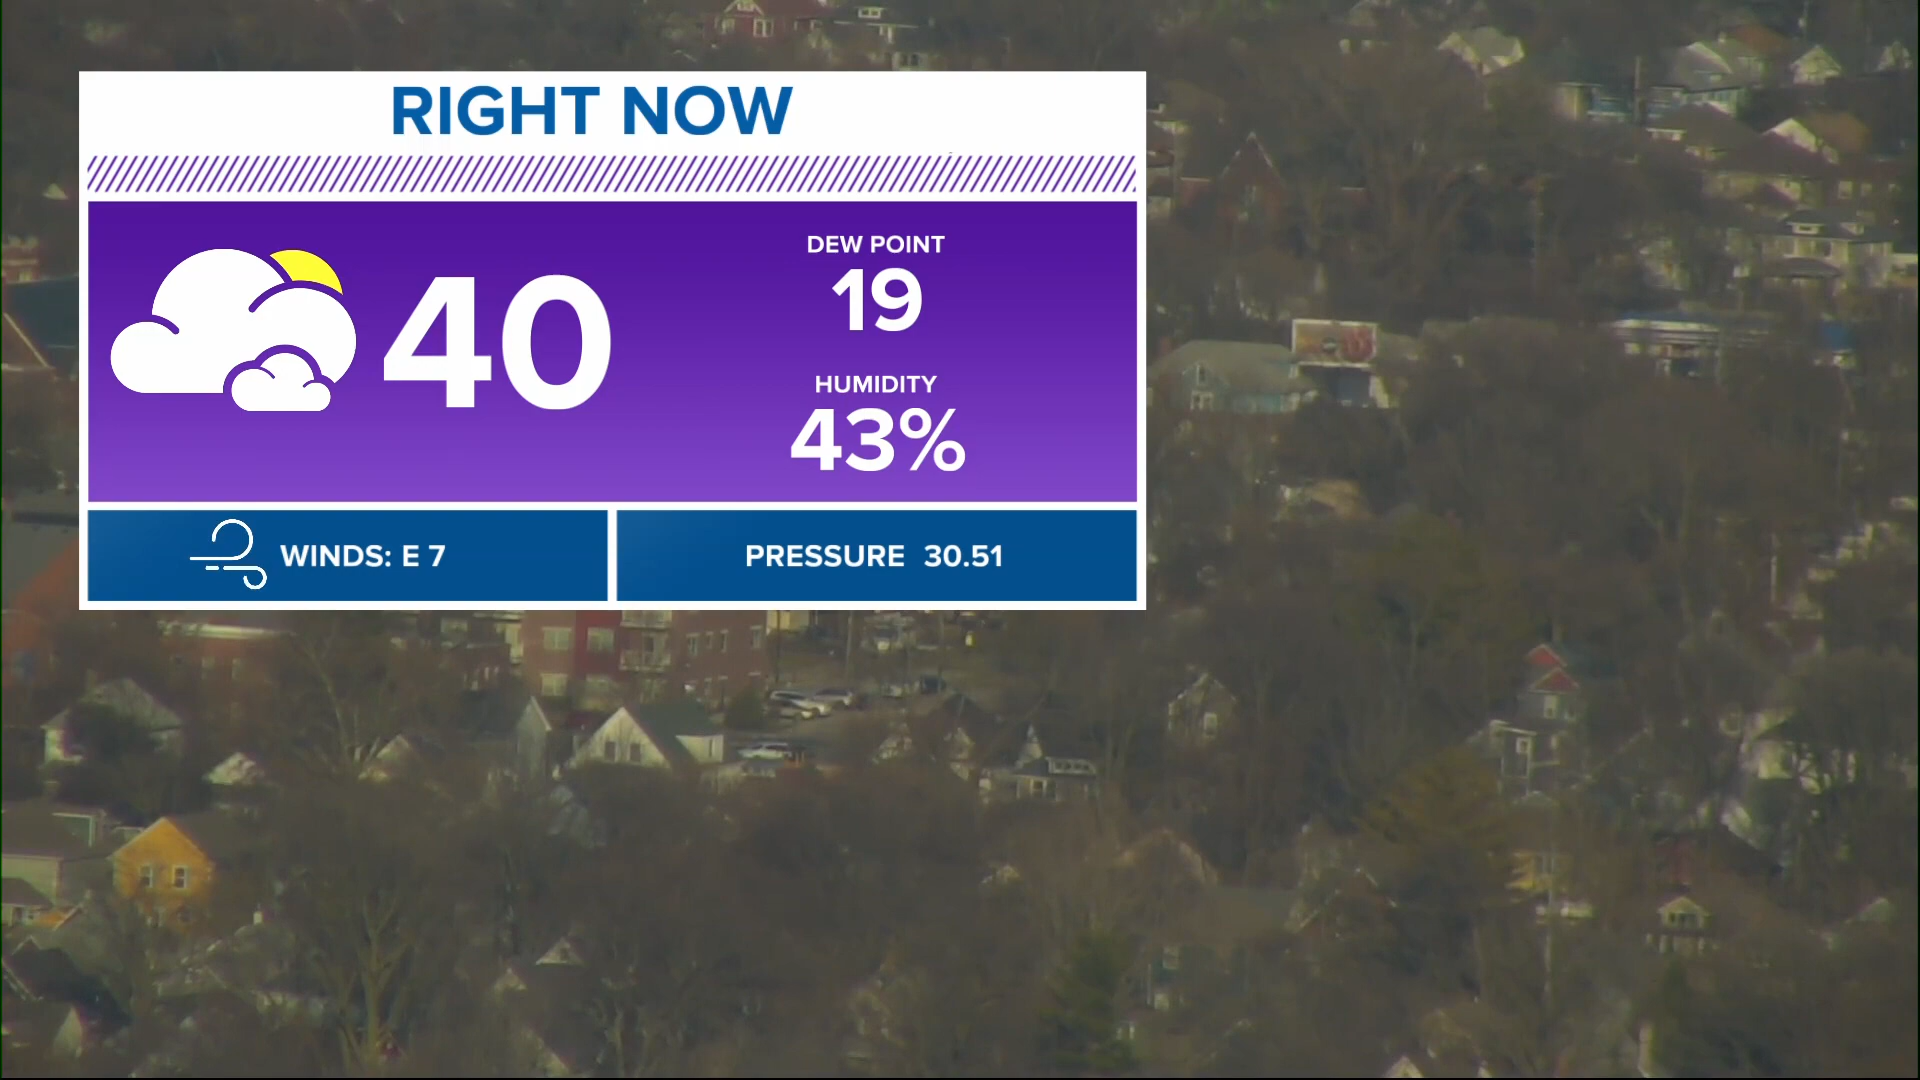 RIGHT NOW
40
DEW POINT
19
HUMIDITY
43%
WINDS: E 7
PRESSURE 30.51